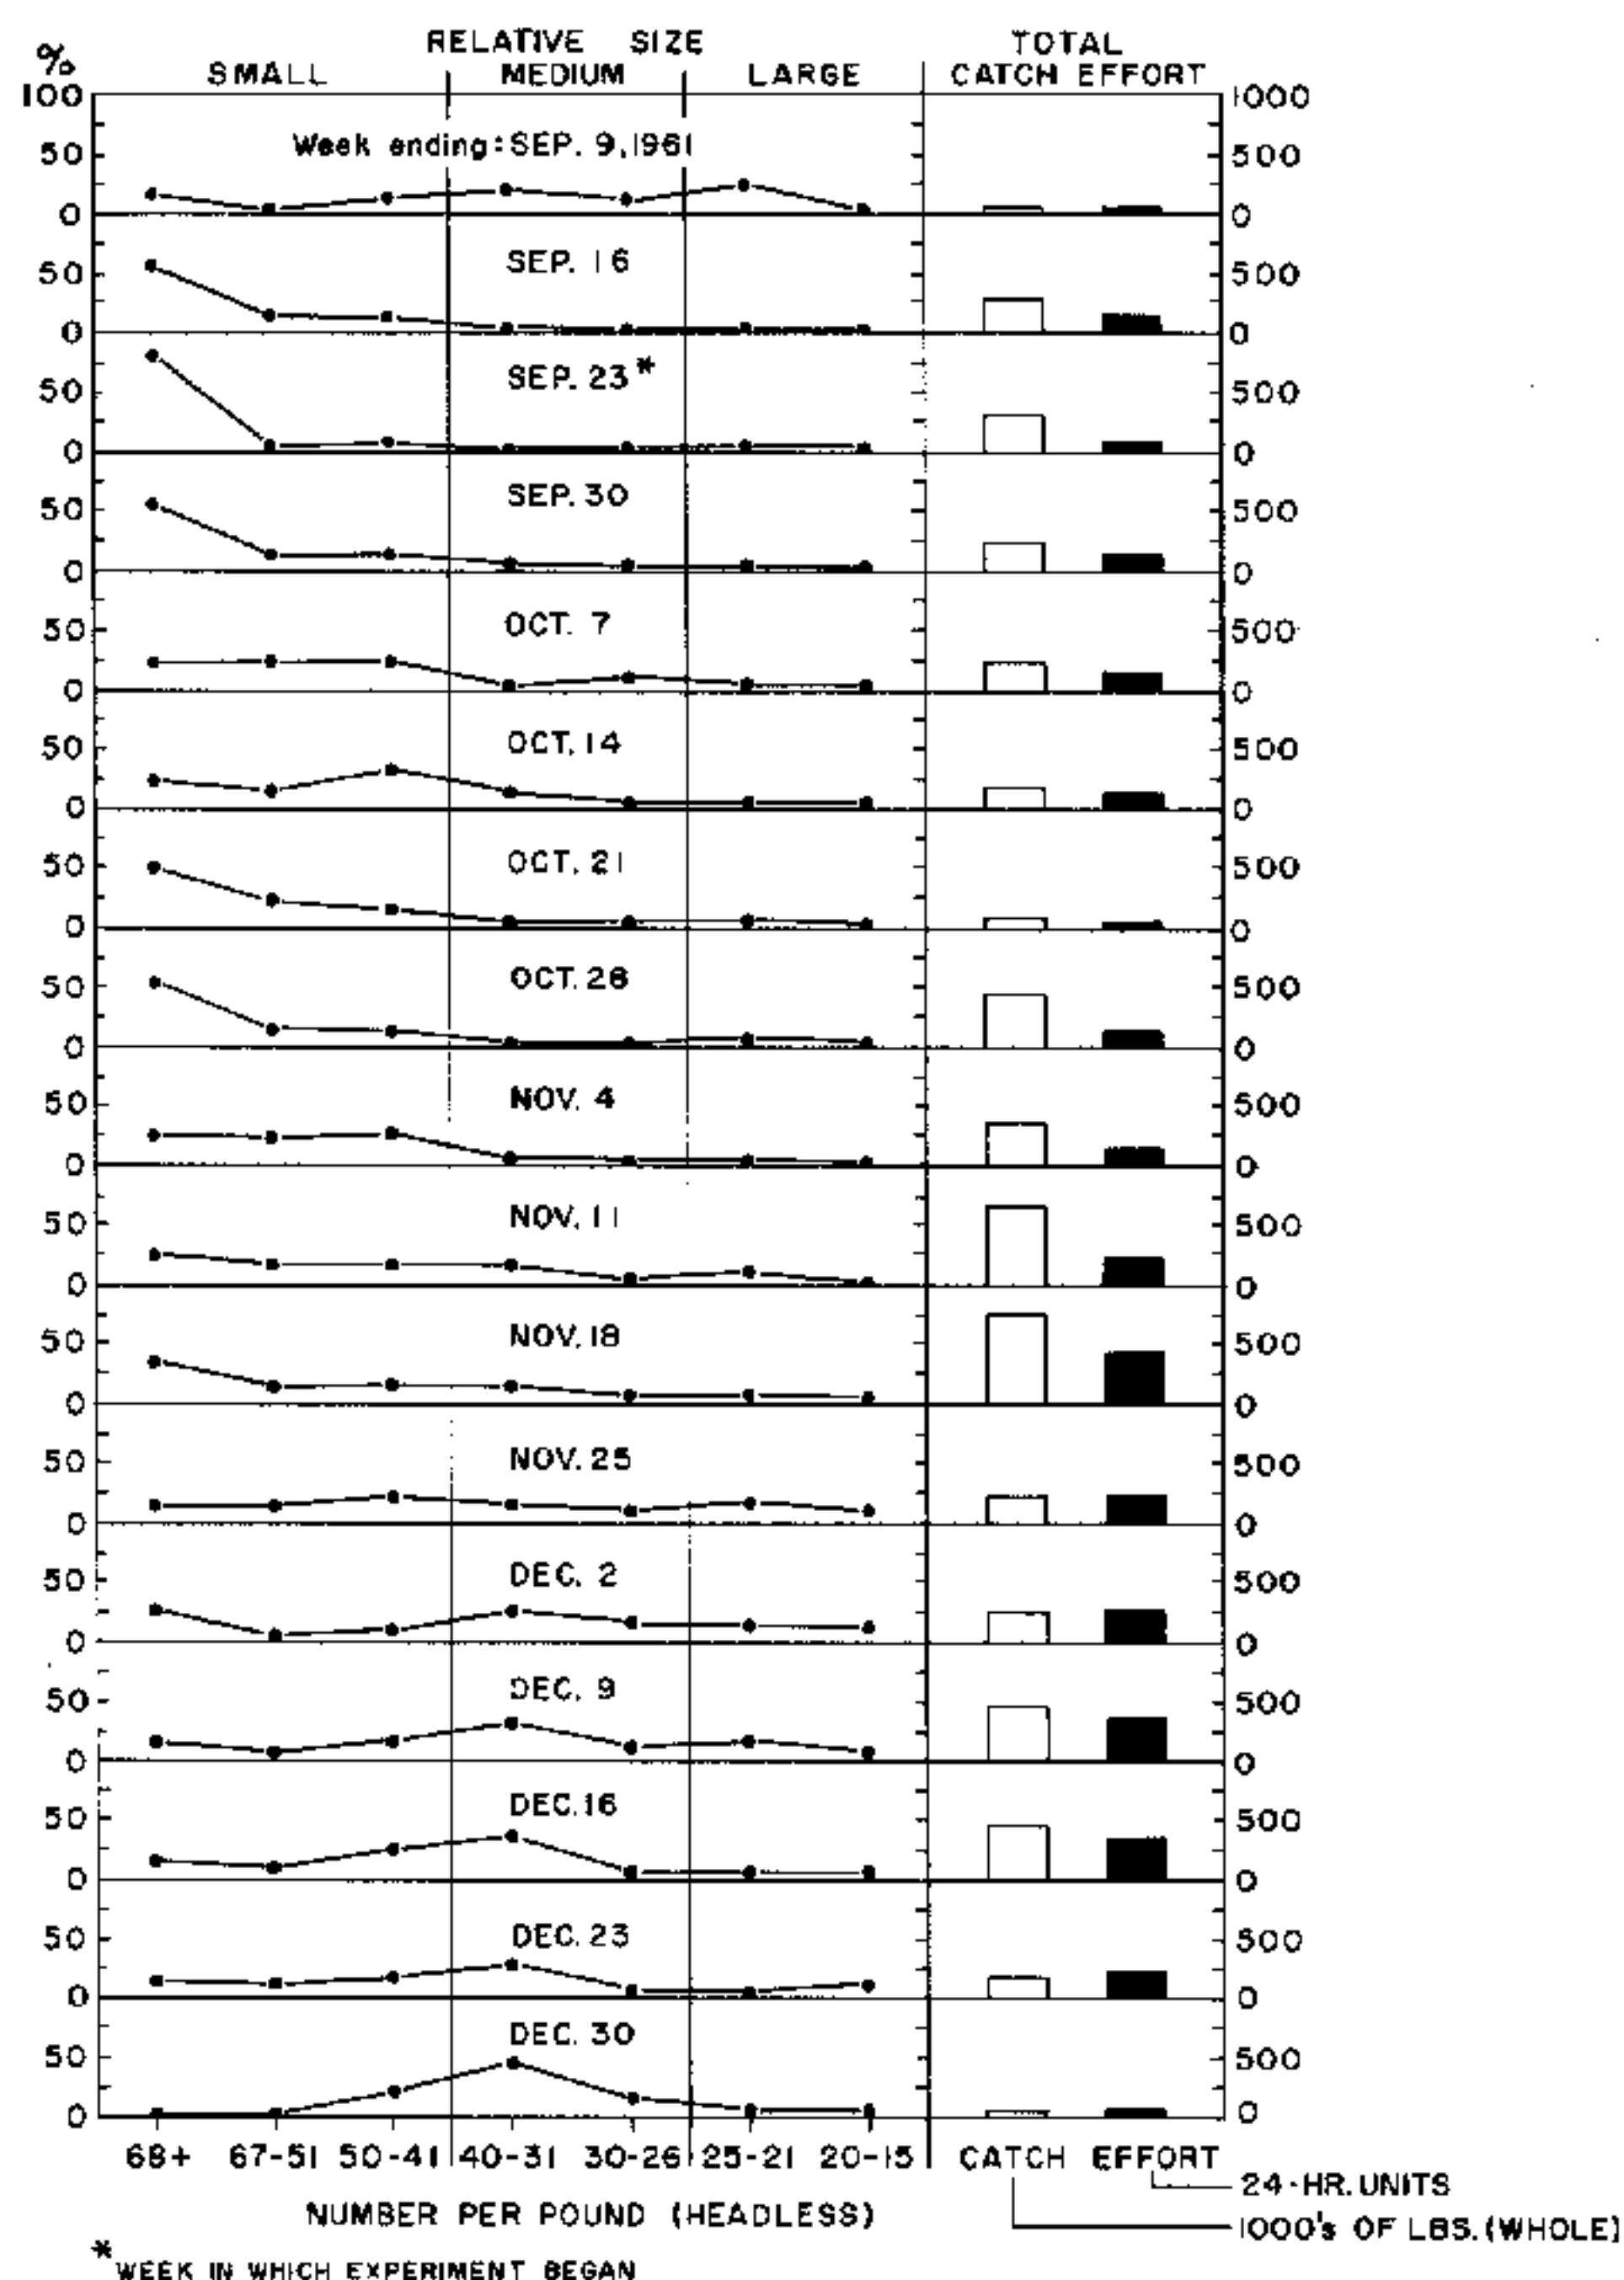 RELATIVE SIZE TOTAL
% SMALL MEDIUM LARGE CATCH EFFORT
100 1000
Week ending: SEP. 9, 1961
50 500
0 0
SEP. 16
50 500
0 0
SEP. 23*
50 500
0 0
SEP. 30
50 500
0 0
OCT. 7
50 500
0 0
OCT. 14
50 500
0 0
OCT. 21
50 500
0 0
OCT. 28
50 500
0 0
NOV. 4
50 500
0 0
NOV. 11
50 500
0 0
NOV. 18
50 500
0 0
NOV. 25
50 500
0 0
DEC. 2
50 500
0 0
DEC. 9
50 500
0 0
DEC. 16
50 500
0 0
DEC. 23
50 500
0 0
DEC. 30
50 500
0 0
68+ 67-51 50-41 40-31 30-26 25-21 20-15 CATCH EFFORT
24-HR. UNITS
NUMBER PER POUND (HEADLESS)
1000's OF LBS. (WHOLE)
* WEEK IN WHICH EXPERIMENT BEGAN